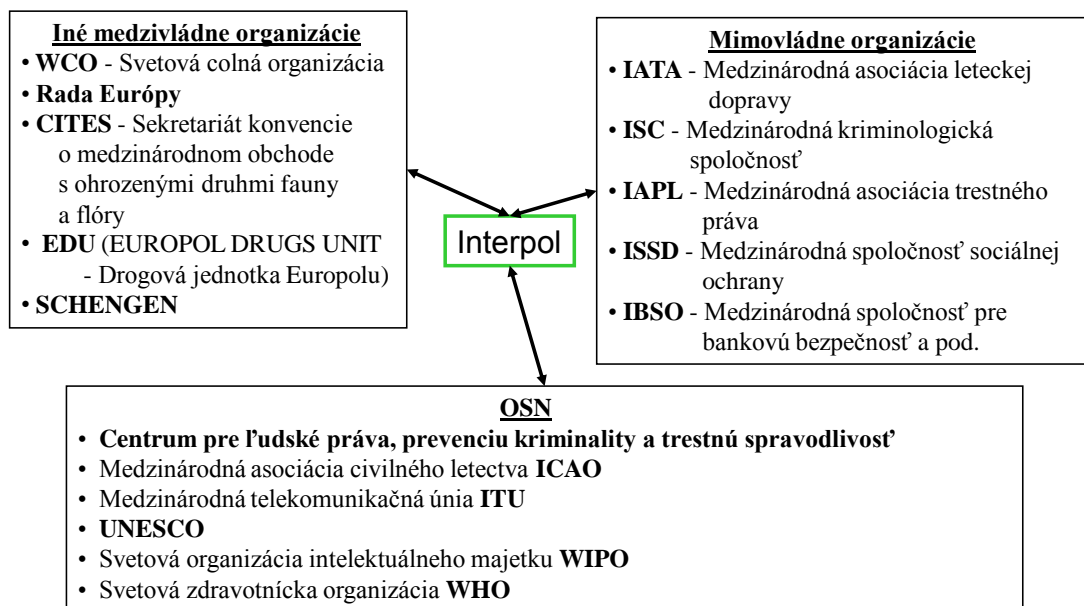 Iné medzivládne organizácie
• WCO - Svetová colná organizácia
• Rada Európy
• CITES - Sekretariát konvencie
o medzinárodnom obchode
s ohrozenými druhmi fauny
a flóry
• EDU (EUROPOL DRUGS UNIT
- Drogová jednotka Europolu)
• SCHENGEN
Mimovládne organizácie
• IATA - Medzinárodná asociácia leteckej
dopravy
• ISC - Medzinárodná kriminologická
spoločnosť
• IAPL - Medzinárodná asociácia trestného
práva
• ISSD - Medzinárodná spoločnosť sociálnej
ochrany
• IBSO - Medzinárodná spoločnosť pre
bankovú bezpečnosť a pod.
Interpol
OSN
• Centrum pre ľudské práva, prevenciu kriminality a trestnú spravodlivosť
• Medzinárodná asociácia civilného letectva ICAO
• Medzinárodná telekomunikačná únia ITU
• UNESCO
• Svetová organizácia intelektuálneho majetku WIPO
• Svetová zdravotnícka organizácia WHO